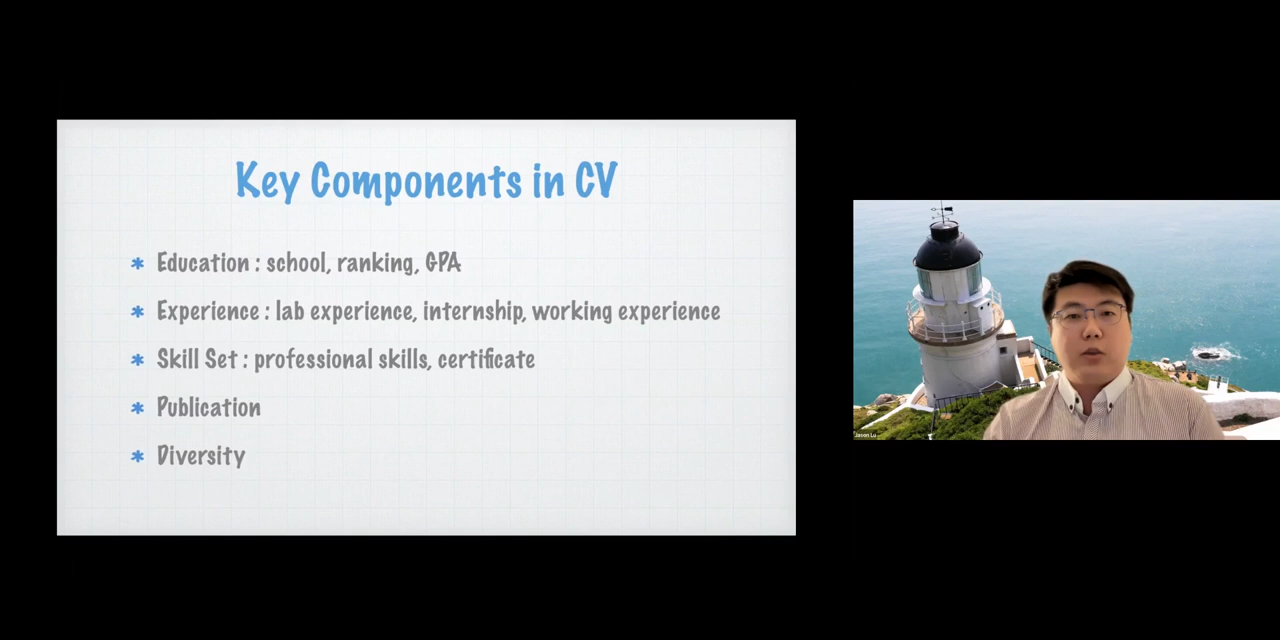 Key Components in CV
* Education : school, ranking, GPA
* Experience : lab experience, internship, working experience
* Skill Set : professional skills, certificate
* Publication
* Diversity
Jason Lu